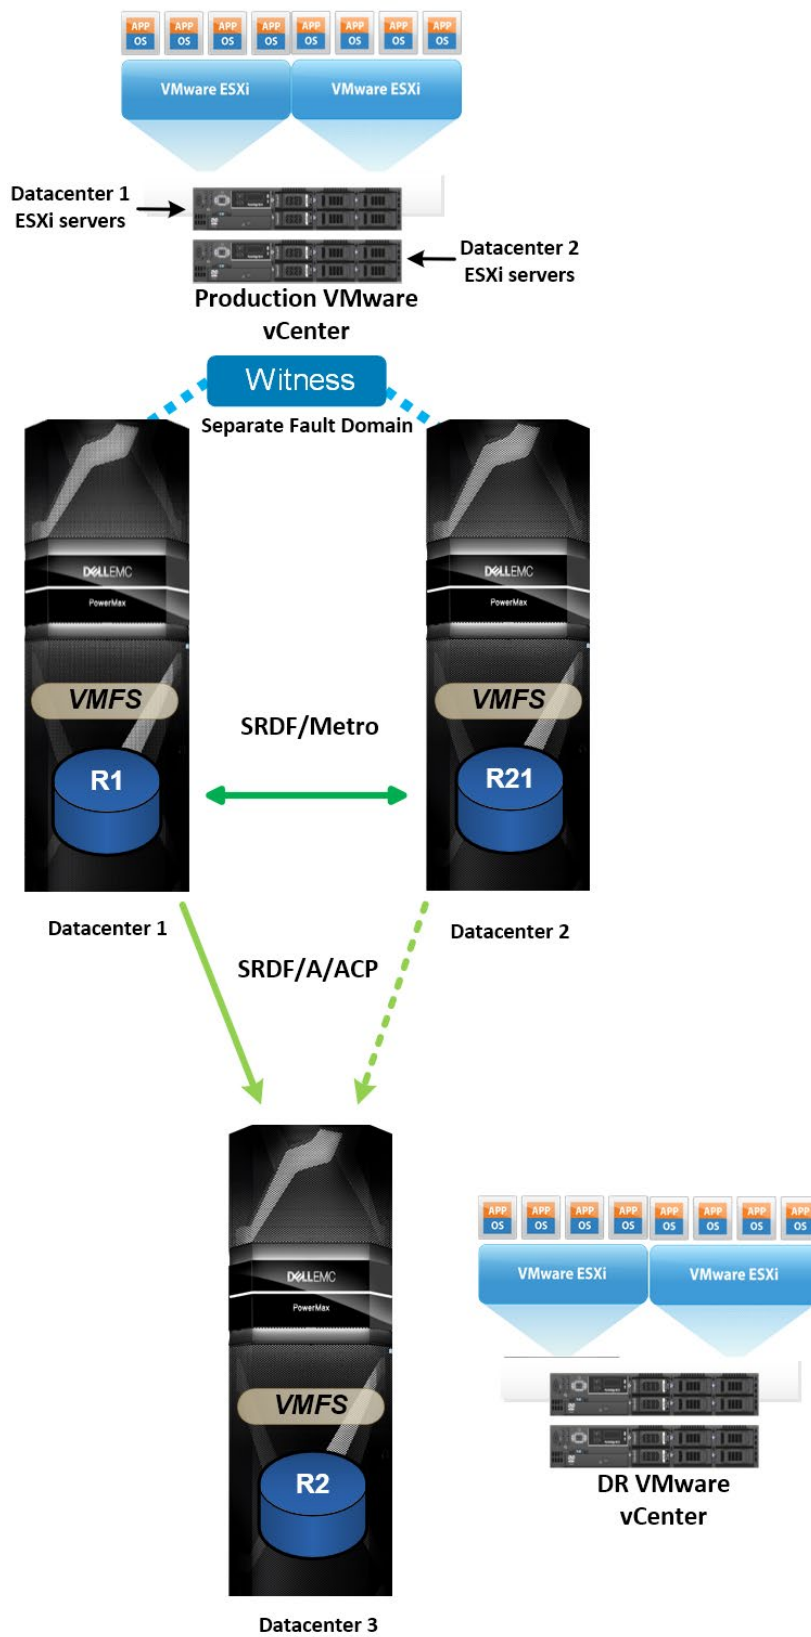 APP APP APP APP APP APP APP APP
OS OS OS OS OS OS OS OS
VMware ESXi VMware ESXi
Datacenter 1
ESXi servers
Datacenter 2
ESXi servers
Production VMware
vCenter
Witness
Separate Fault Domain
DELLEMC DELLEMC
PowerMax PowerMax
VMFS VMFS
SRDF/Metro
R1 R21
Datacenter 1 Datacenter 2
SRDF/A/ACP
APP APP APP APP APP APP APP APP
OS OS OS OS OS OS OS OS
VMware ESXi VMware ESXi
DELLEMC
PowerMax
VMFS
R2
DR VMware
vCenter
Datacenter 3